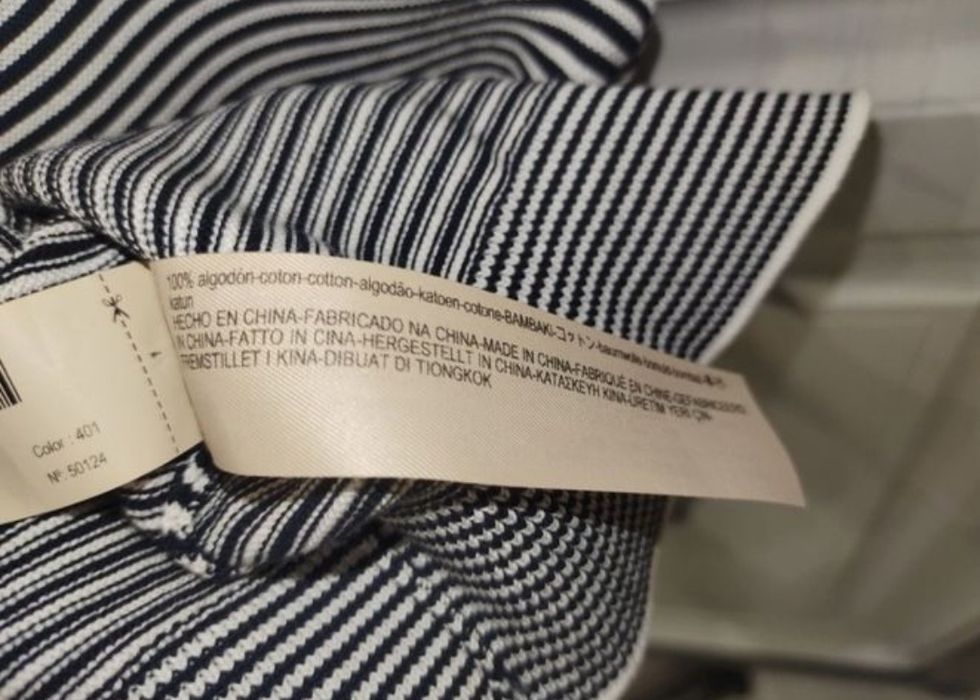 Color : 401
Nº: 50124
100% algodón-coton-cotton-algodão-katoen-cotone-BAMBAKI-コットン-baumwolle-
katun
HECHO EN CHINA-FABRICADO NA CHINA-MADE IN CHINA-FABRIQUÉ EN CHINE-GEFABRICEERD
IN CHINA-FATTO IN CINA-HERGESTELLT IN CHINA-ΚΑΤΑΣΚΕΥΗ ΚΙΝΑ-ÜRETIM YERI ÇIN-
FREMSTILLET I KINA-DIBUAT DI TIONGKOK